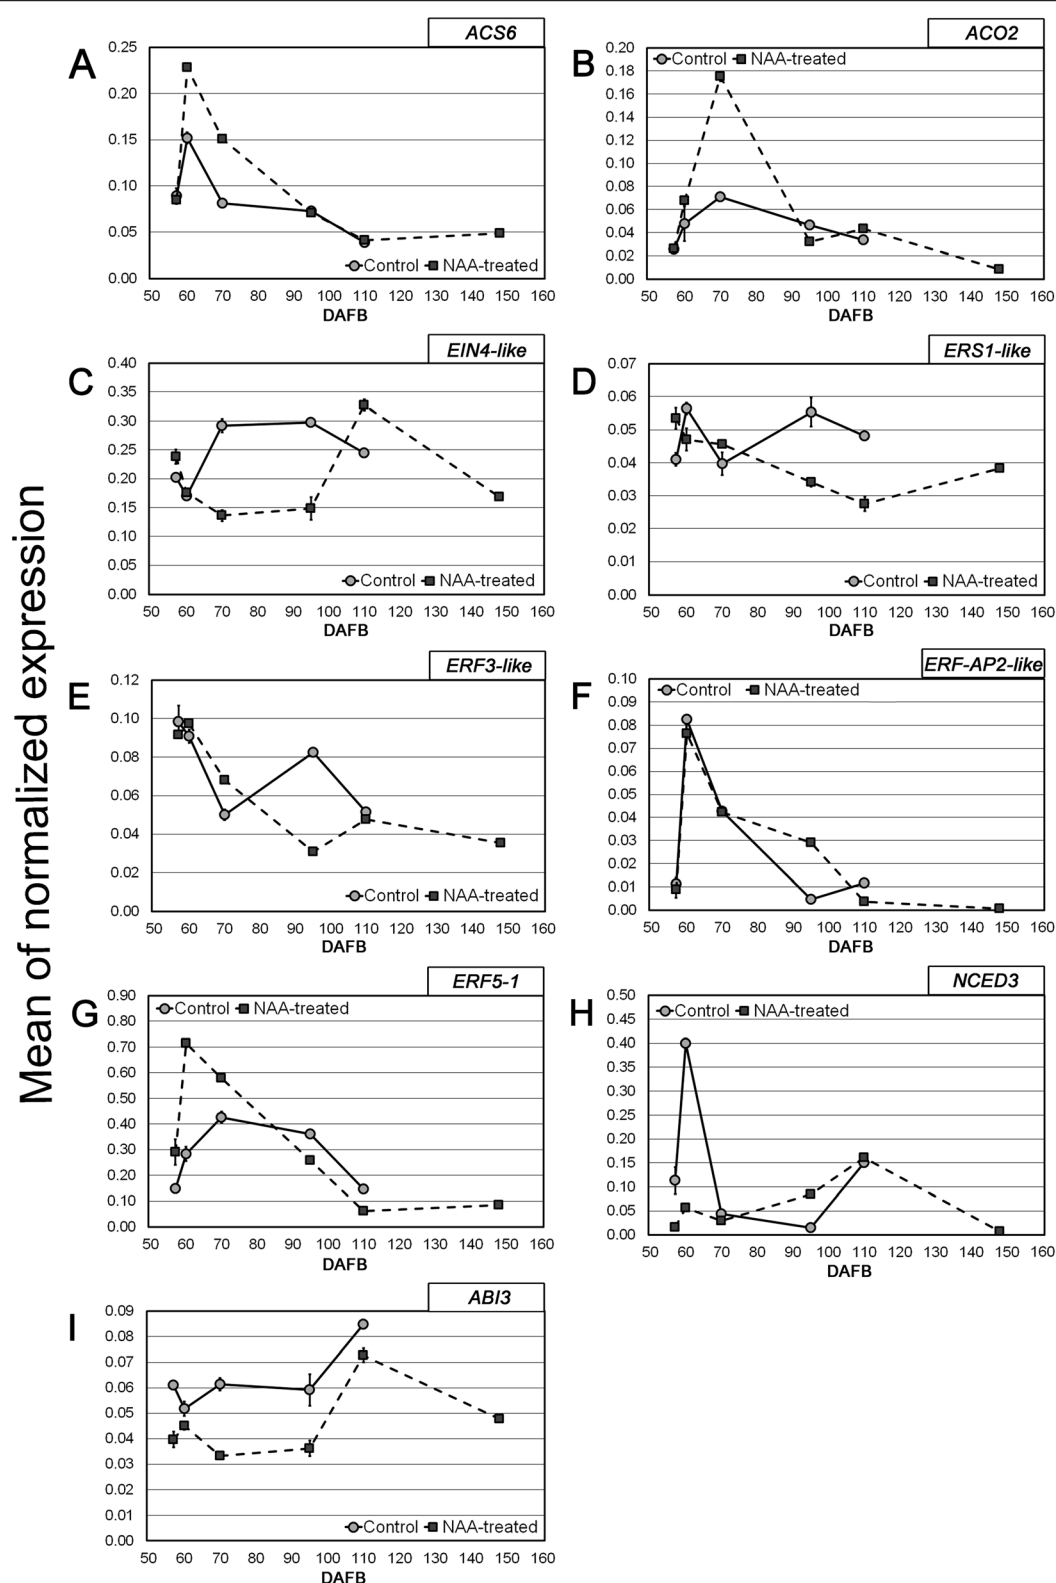 Mean of normalized expression
A
ACS6
0.25
0.20
0.15
0.10
0.05
0.00
Control NAA-treated
50 60 70 80 90 100 110 120 130 140 150 160
DAFB
B
ACO2
Control NAA-treated
0.20
0.18
0.16
0.14
0.12
0.10
0.08
0.06
0.04
0.02
0.00
50 60 70 80 90 100 110 120 130 140 150 160
DAFB
C
EIN4-like
0.40
0.35
0.30
0.25
0.20
0.15
0.10
0.05
0.00
Control NAA-treated
50 60 70 80 90 100 110 120 130 140 150 160
DAFB
D
ERS1-like
0.07
0.06
0.05
0.04
0.03
0.02
0.01
0.00
Control NAA-treated
50 60 70 80 90 100 110 120 130 140 150 160
DAFB
E
ERF3-like
0.12
0.10
0.08
0.06
0.04
0.02
0.00
Control NAA-treated
50 60 70 80 90 100 110 120 130 140 150 160
DAFB
F
ERF-AP2-like
Control NAA-treated
0.10
0.09
0.08
0.07
0.06
0.05
0.04
0.03
0.02
0.01
0.00
50 60 70 80 90 100 110 120 130 140 150 160
DAFB
G
ERF5-1
Control NAA-treated
0.90
0.80
0.70
0.60
0.50
0.40
0.30
0.20
0.10
0.00
50 60 70 80 90 100 110 120 130 140 150 160
DAFB
H
NCED3
Control NAA-treated
0.50
0.45
0.40
0.35
0.30
0.25
0.20
0.15
0.10
0.05
0.00
50 60 70 80 90 100 110 120 130 140 150 160
DAFB
I
ABI3
0.09
0.08
0.07
0.06
0.05
0.04
0.03
0.02
0.01
0.00
Control NAA-treated
50 60 70 80 90 100 110 120 130 140 150 160
DAFB